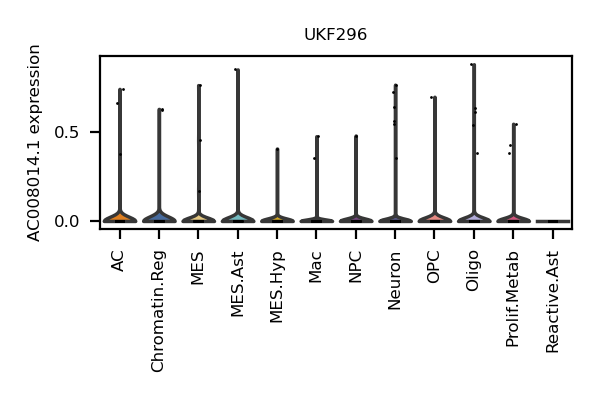 UKF296
AC008014.1 expression
0.5
0.0
AC
Chromatin.Reg
MES
MES.Ast
MES.Hyp
Mac
NPC
Neuron
OPC
Oligo
Prolif.Metab
Reactive.Ast